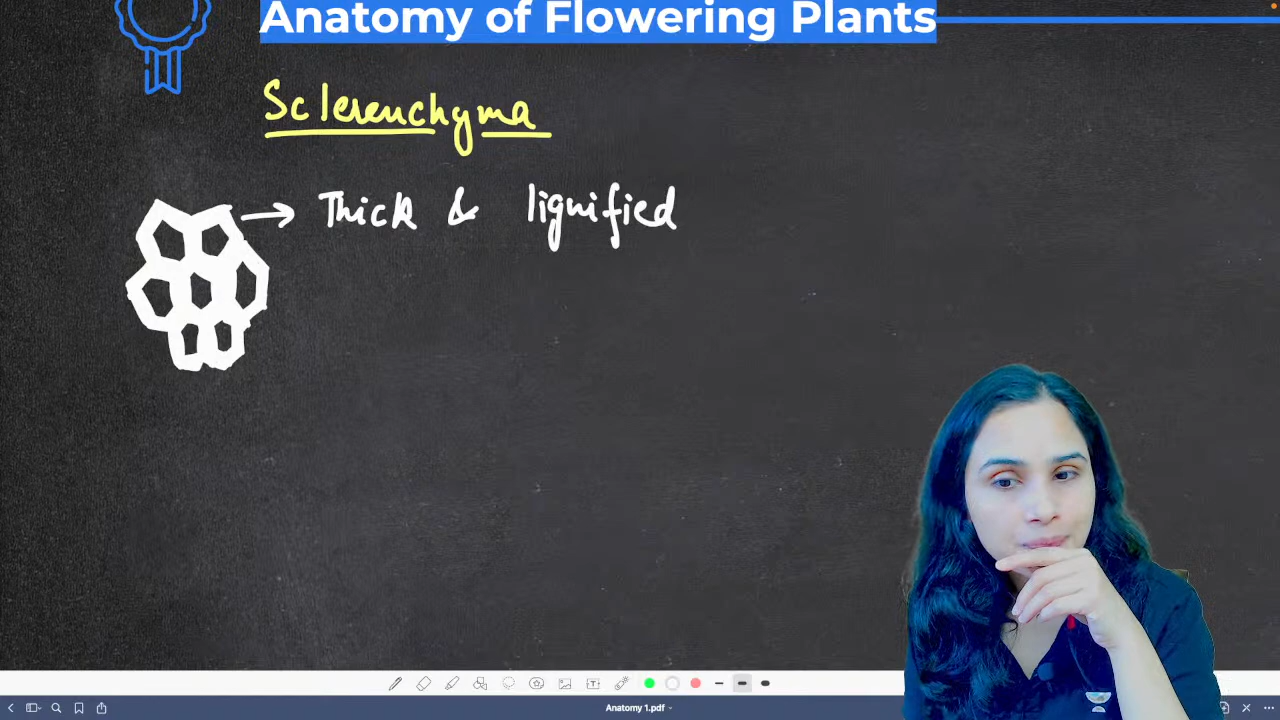 Anatomy of Flowering Plants
Sclerenchyma
Thick & lignified
Anatomy 1.pdf